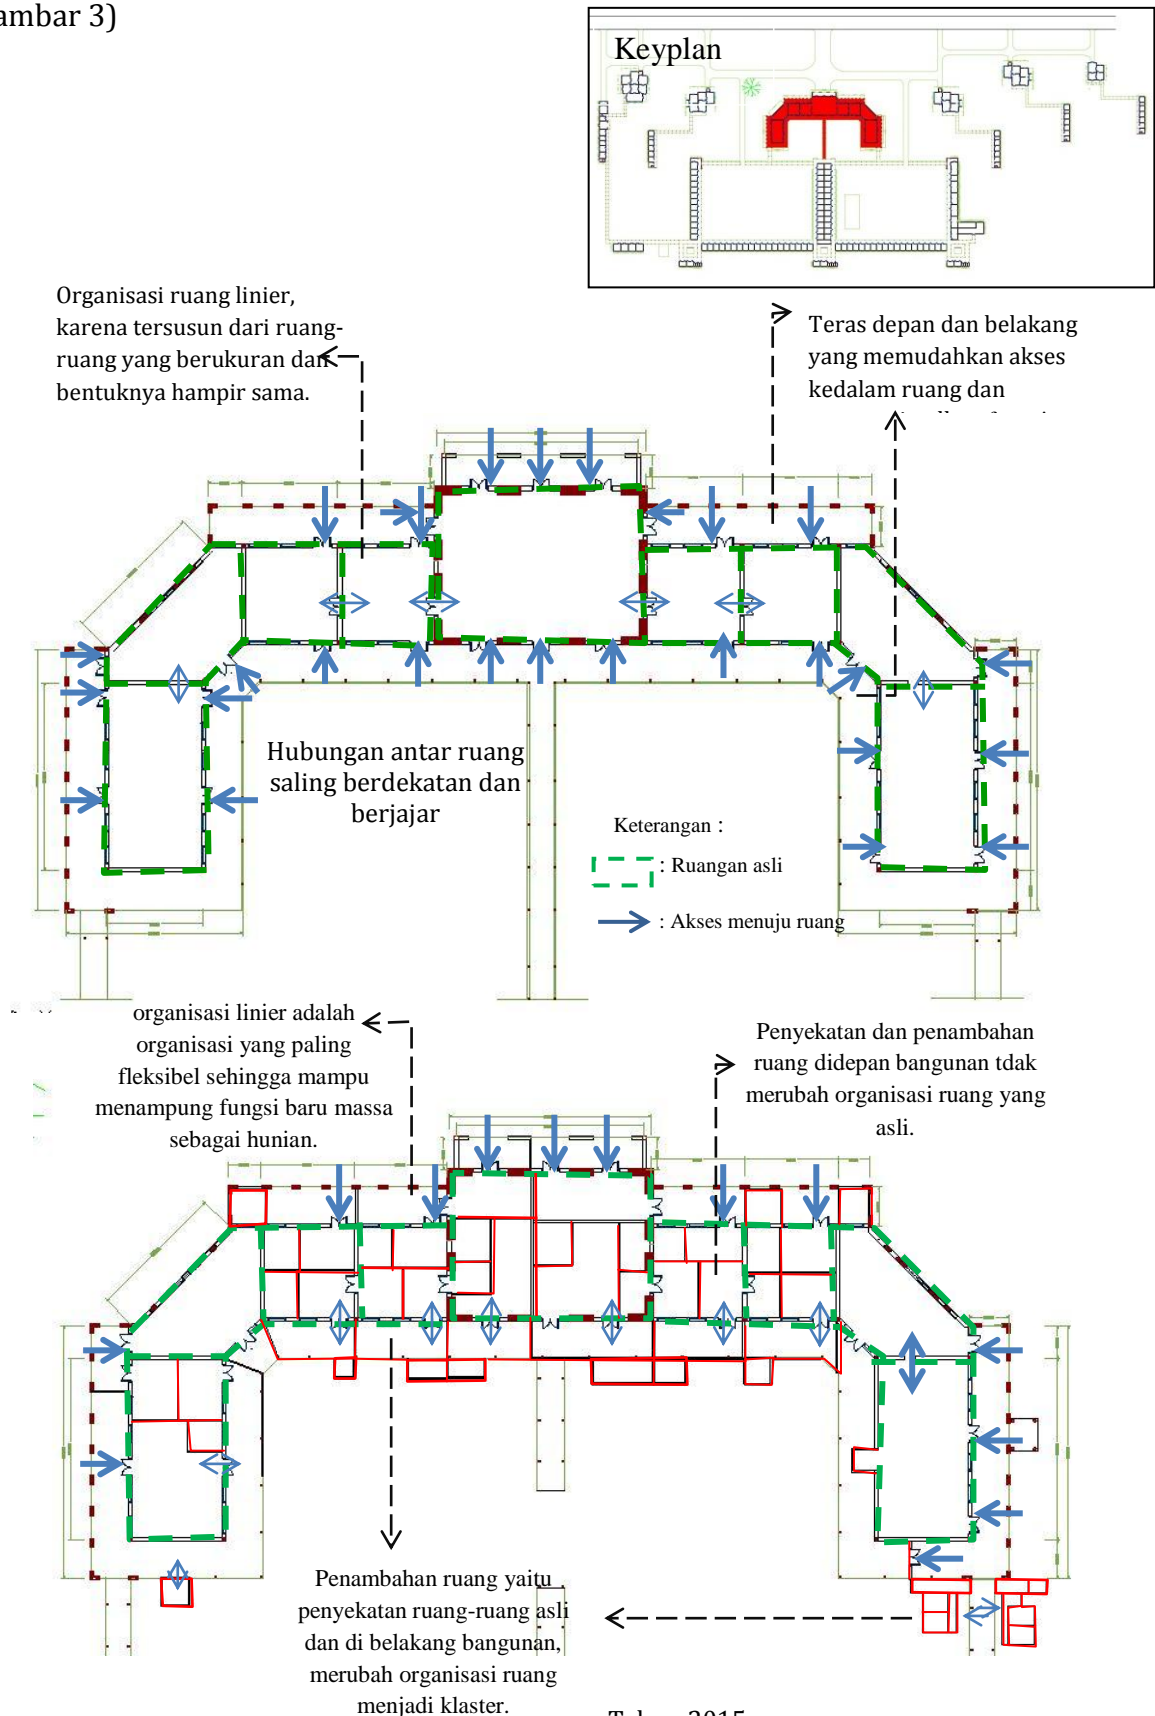 ambar 3)
Keyplan
Organisasi ruang linier,
karena tersusun dari ruang-
ruang yang berukuran dan
bentuknya hampir sama.
Teras depan dan belakang
yang memudahkan akses
kedalam ruang dan
Hubungan antar ruang
saling berdekatan dan
berjajar
Keterangan :
: Ruangan asli
: Akses menuju ruang
organisasi linier adalah
organisasi yang paling
fleksibel sehingga mampu
menampung fungsi baru massa
sebagai hunian.
Penyekatan dan penambahan
ruang didepan bangunan tdak
merubah organisasi ruang yang
asli.
Penambahan ruang yaitu
penyekatan ruang-ruang asli
dan di belakang bangunan,
merubah organisasi ruang
menjadi klaster.
2015